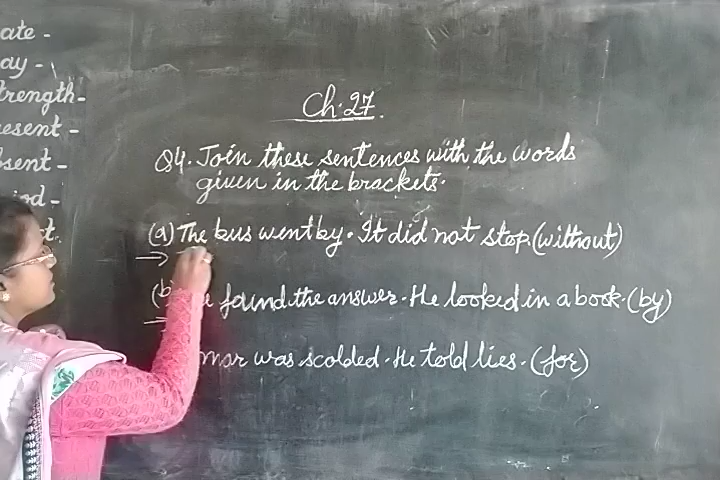 ate -
ay -
trength -
esent -
bsent -
iod -
t.
Ch. 27.
Q4. Join these sentences with the words
given in the brackets.
(a) The bus went by. It did not stop. (without)
→
(b) e found the answer. He looked in a book. (by)
→
mar was scolded. He told lies. (for)